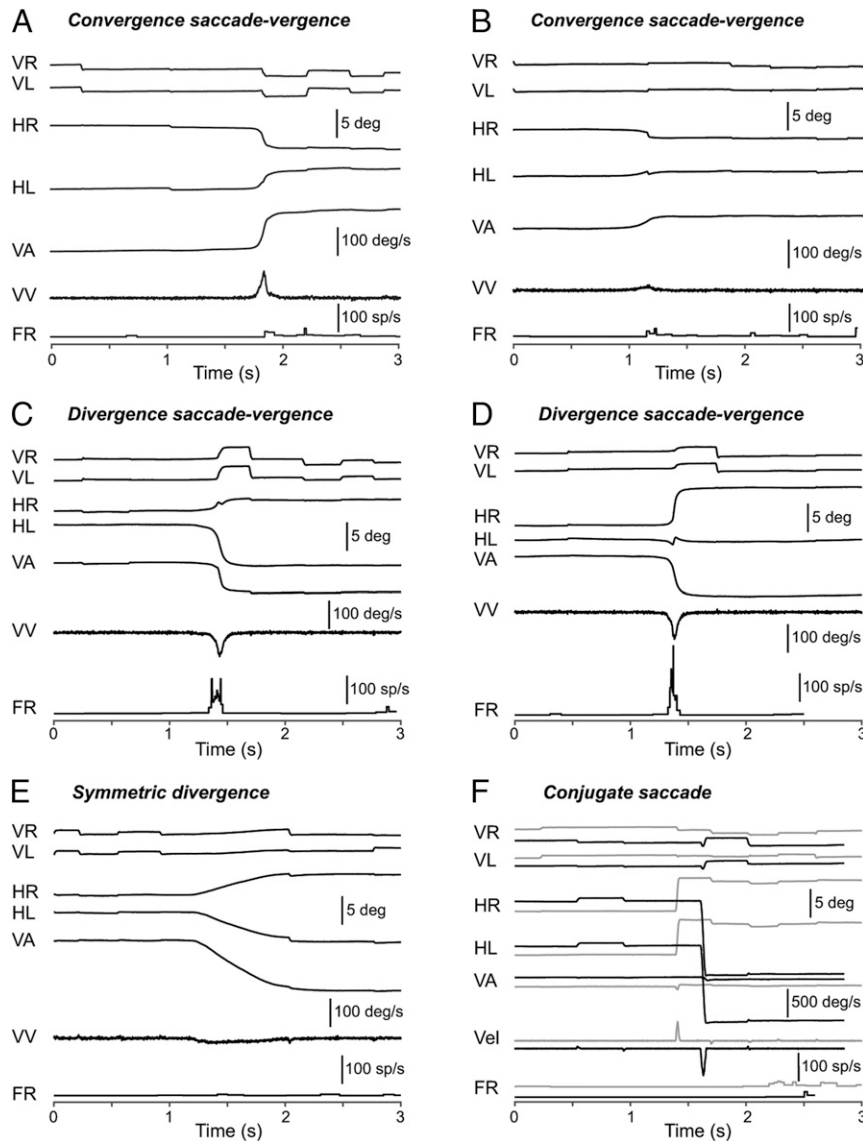 A Convergence saccade-vergence
VR
VL
HR
5 deg
HL
VA
100 deg/s
VV
100 sp/s
FR
0 1 2 3
Time (s)
B Convergence saccade-vergence
VR
VL
5 deg
HR
HL
VA
100 deg/s
VV
100 sp/s
FR
0 1 2 3
Time (s)
C Divergence saccade-vergence
VR
VL
HR
HL
5 deg
VA
100 deg/s
VV
100 sp/s
FR
0 1 2 3
Time (s)
D Divergence saccade-vergence
VR
VL
HR
5 deg
HL
VA
VV
100 deg/s
100 sp/s
FR
0 1 2 3
Time (s)
E Symmetric divergence
VR
VL
HR
5 deg
HL
VA
100 deg/s
VV
100 sp/s
FR
0 1 2 3
Time (s)
F Conjugate saccade
VR
VL
HR
5 deg
HL
VA
500 deg/s
Vel
100 sp/s
FR
0 1 2 3
Time (s)